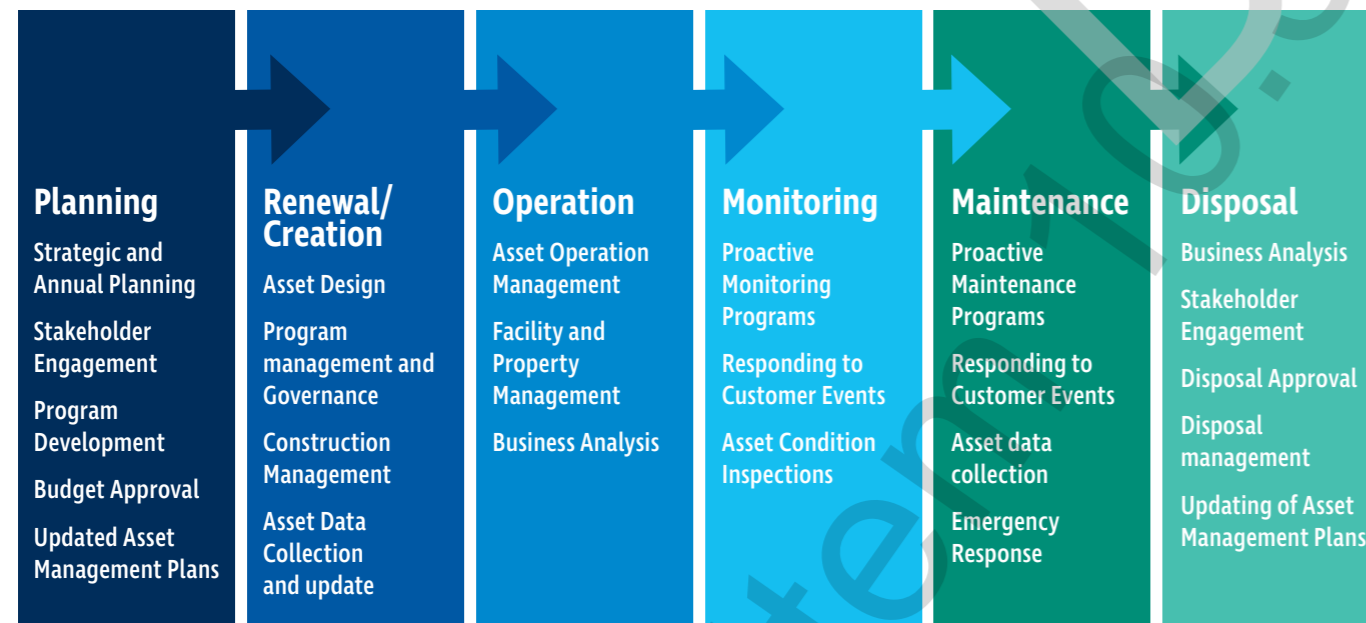 Planning
Strategic and
Annual Planning
Stakeholder
Engagement
Program
Development
Budget Approval
Updated Asset
Management Plans
Renewal/
Creation
Asset Design
Program
management and
Governance
Construction
Management
Asset Data
Collection
and update
Operation
Asset Operation
Management
Facility and
Property
Management
Business Analysis
Monitoring
Proactive
Monitoring
Programs
Responding to
Customer Events
Asset Condition
Inspections
Maintenance
Proactive
Maintenance
Programs
Responding to
Customer Events
Asset data
collection
Emergency
Response
Disposal
Business Analysis
Stakeholder
Engagement
Disposal Approval
Disposal
management
Updating of Asset
Management Plans